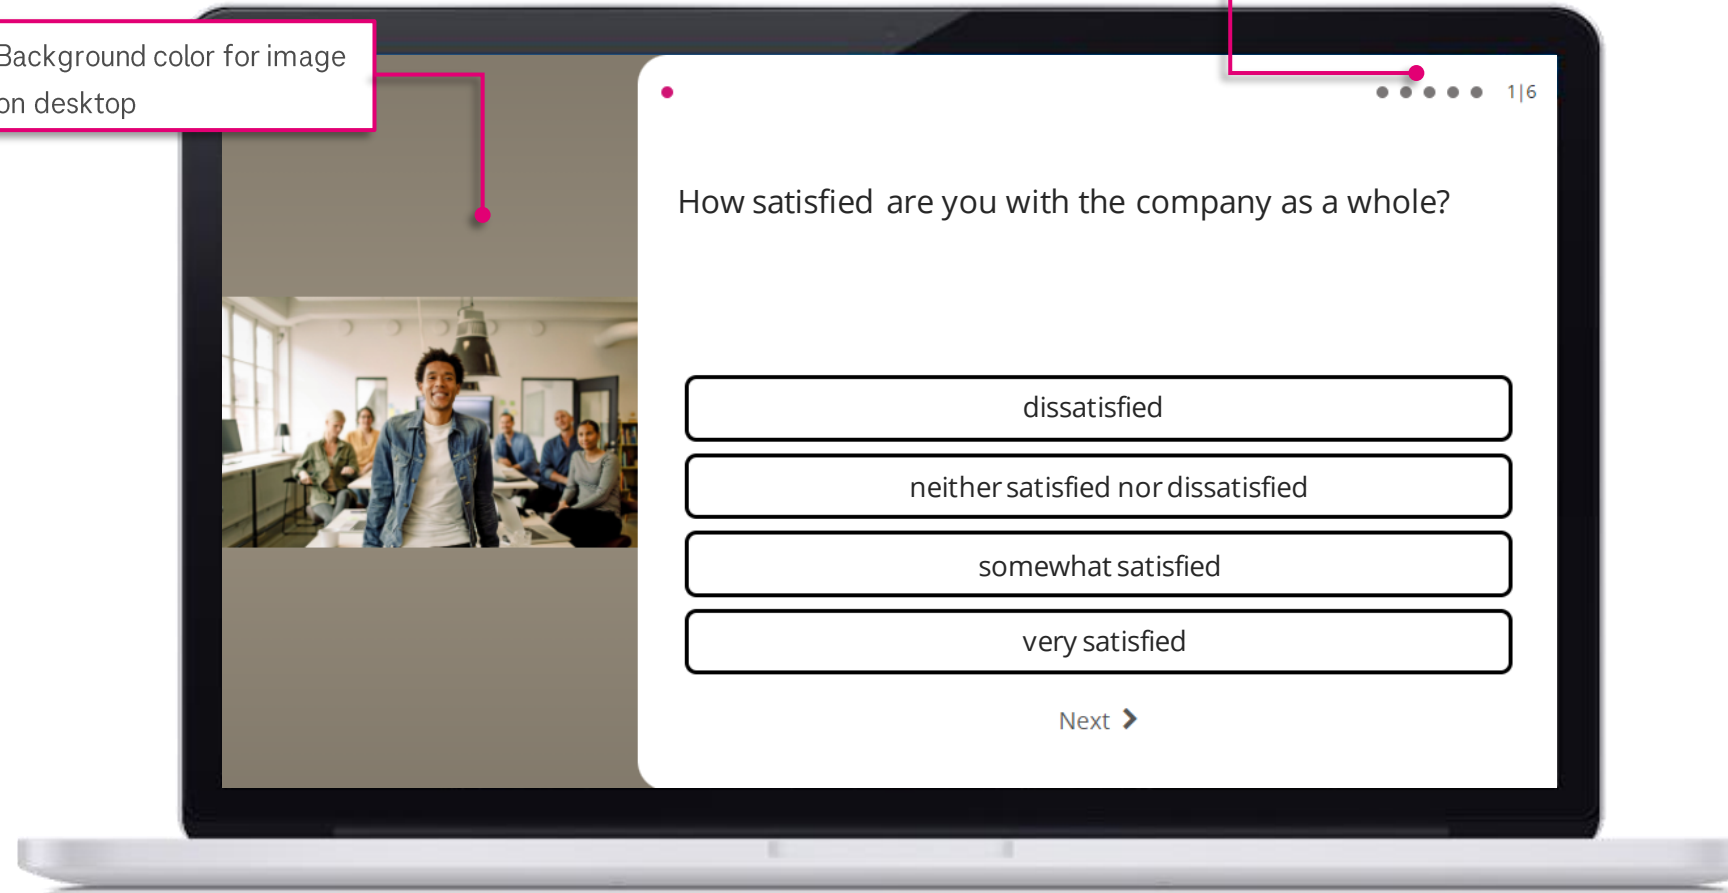 Background color for image
on desktop
1|6
How satisfied are you with the company as a whole?
dissatisfied
neither satisfied nor dissatisfied
somewhat satisfied
very satisfied
Next